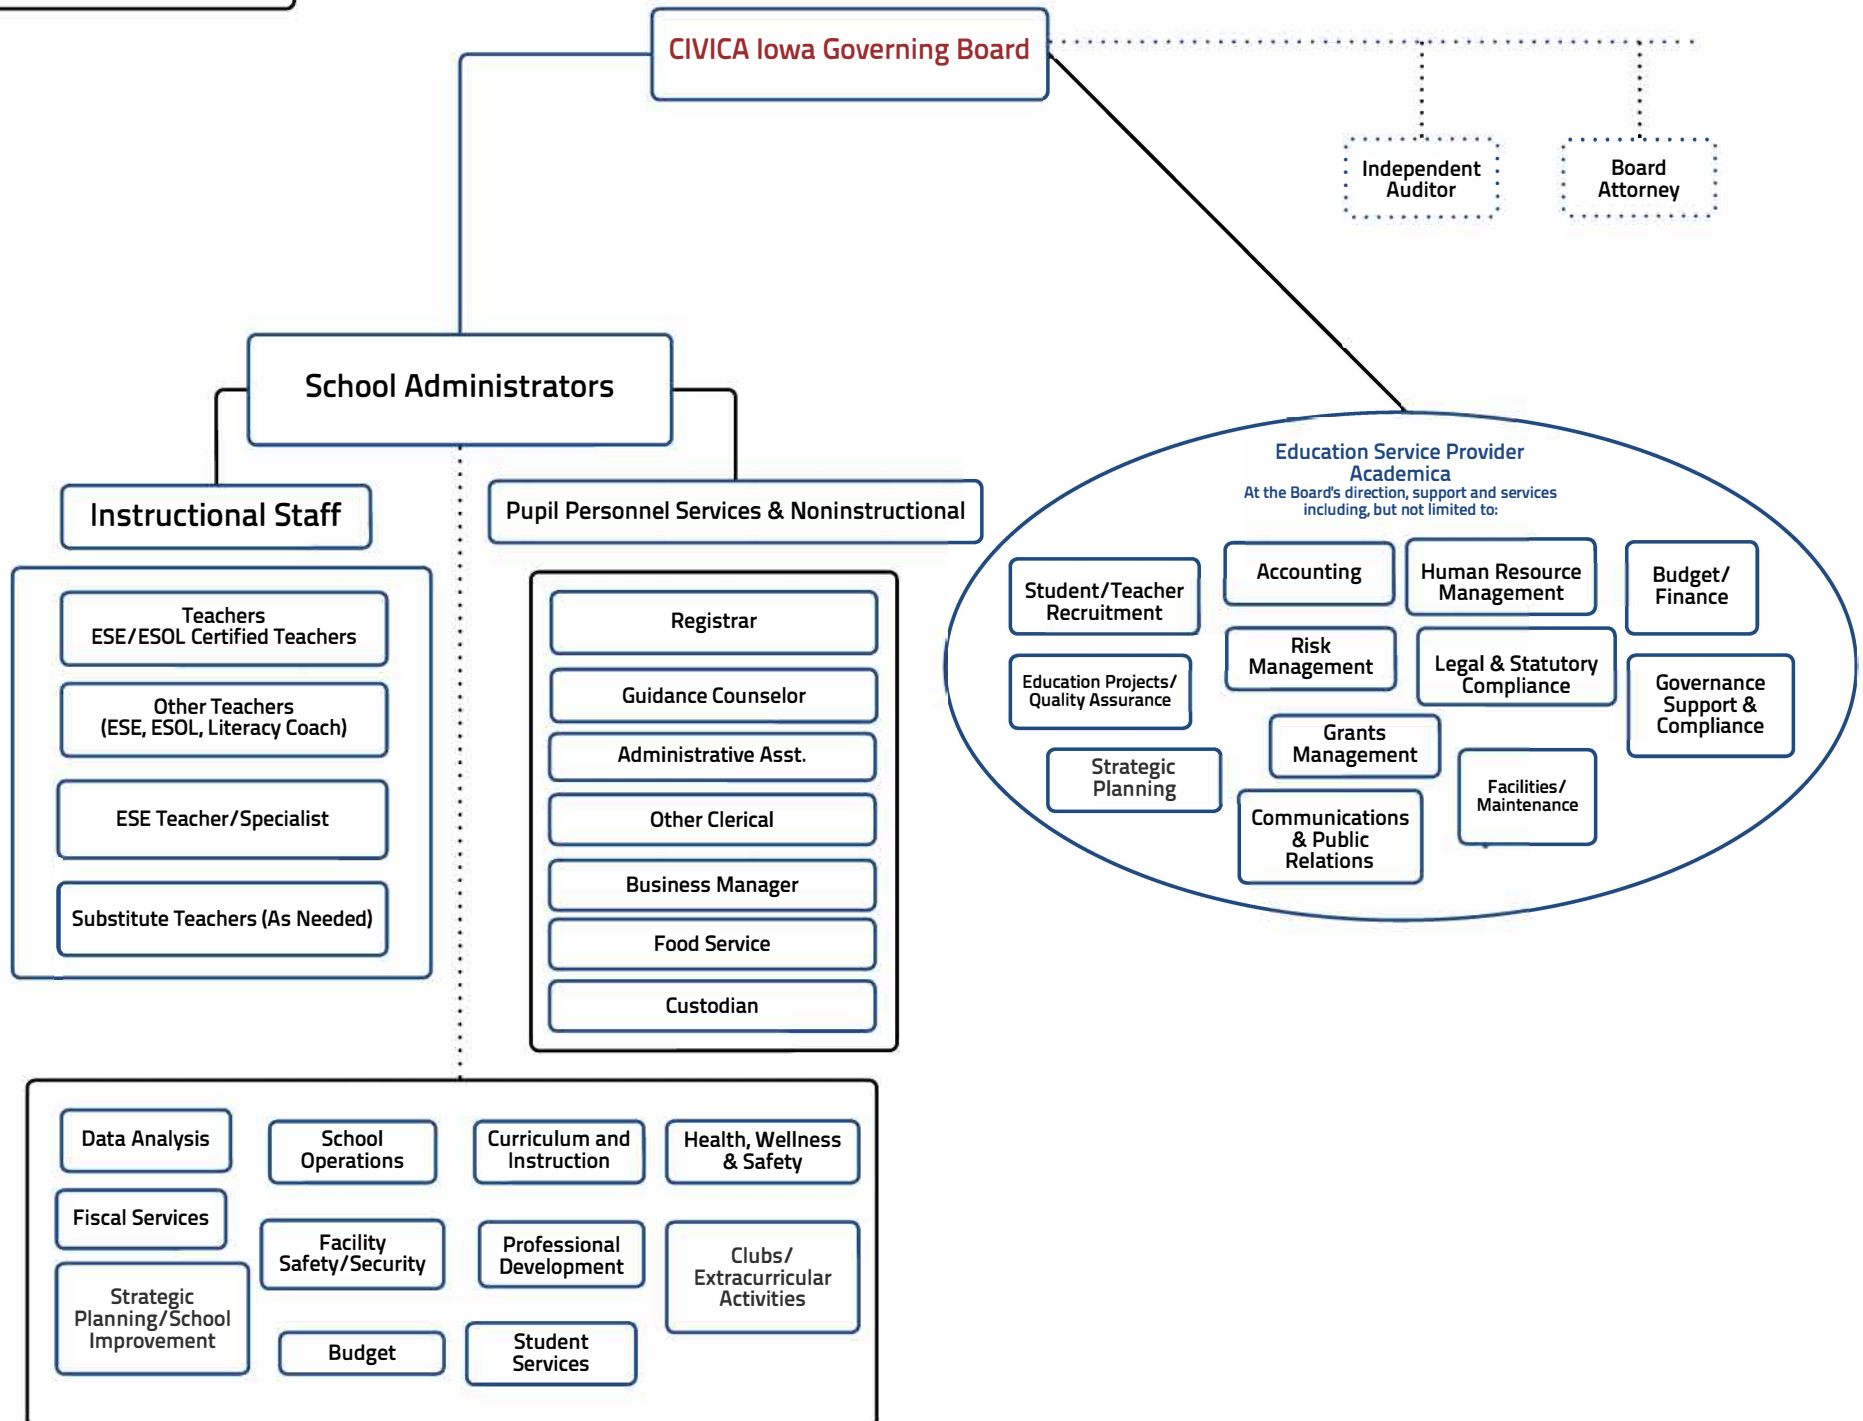 CIVICA Iowa Governing Board
Independent
Auditor
Board
Attorney
School Administrators
Instructional Staff
Pupil Personnel Services & Noninstructional
Teachers
ESE/ESOL Certified Teachers
Other Teachers
(ESE, ESOL, Literacy Coach)
ESE Teacher/Specialist
Substitute Teachers (As Needed)
Registrar
Guidance Counselor
Administrative Asst.
Other Clerical
Business Manager
Food Service
Custodian
Education Service Provider
Academica
At the Board's direction, support and services
including, but not limited to:
Student/Teacher
Recruitment
Accounting
Human Resource
Management
Budget/
Finance
Education Projects/
Quality Assurance
Risk
Management
Legal & Statutory
Compliance
Governance
Support &
Compliance
Strategic
Planning
Grants
Management
Facilities/
Maintenance
Communications
& Public
Relations
Data Analysis
School
Operations
Curriculum and
Instruction
Health, Wellness
& Safety
Fiscal Services
Facility
Safety/Security
Professional
Development
Clubs/
Extracurricular
Activities
Strategic
Planning/School
Improvement
Budget
Student
Services